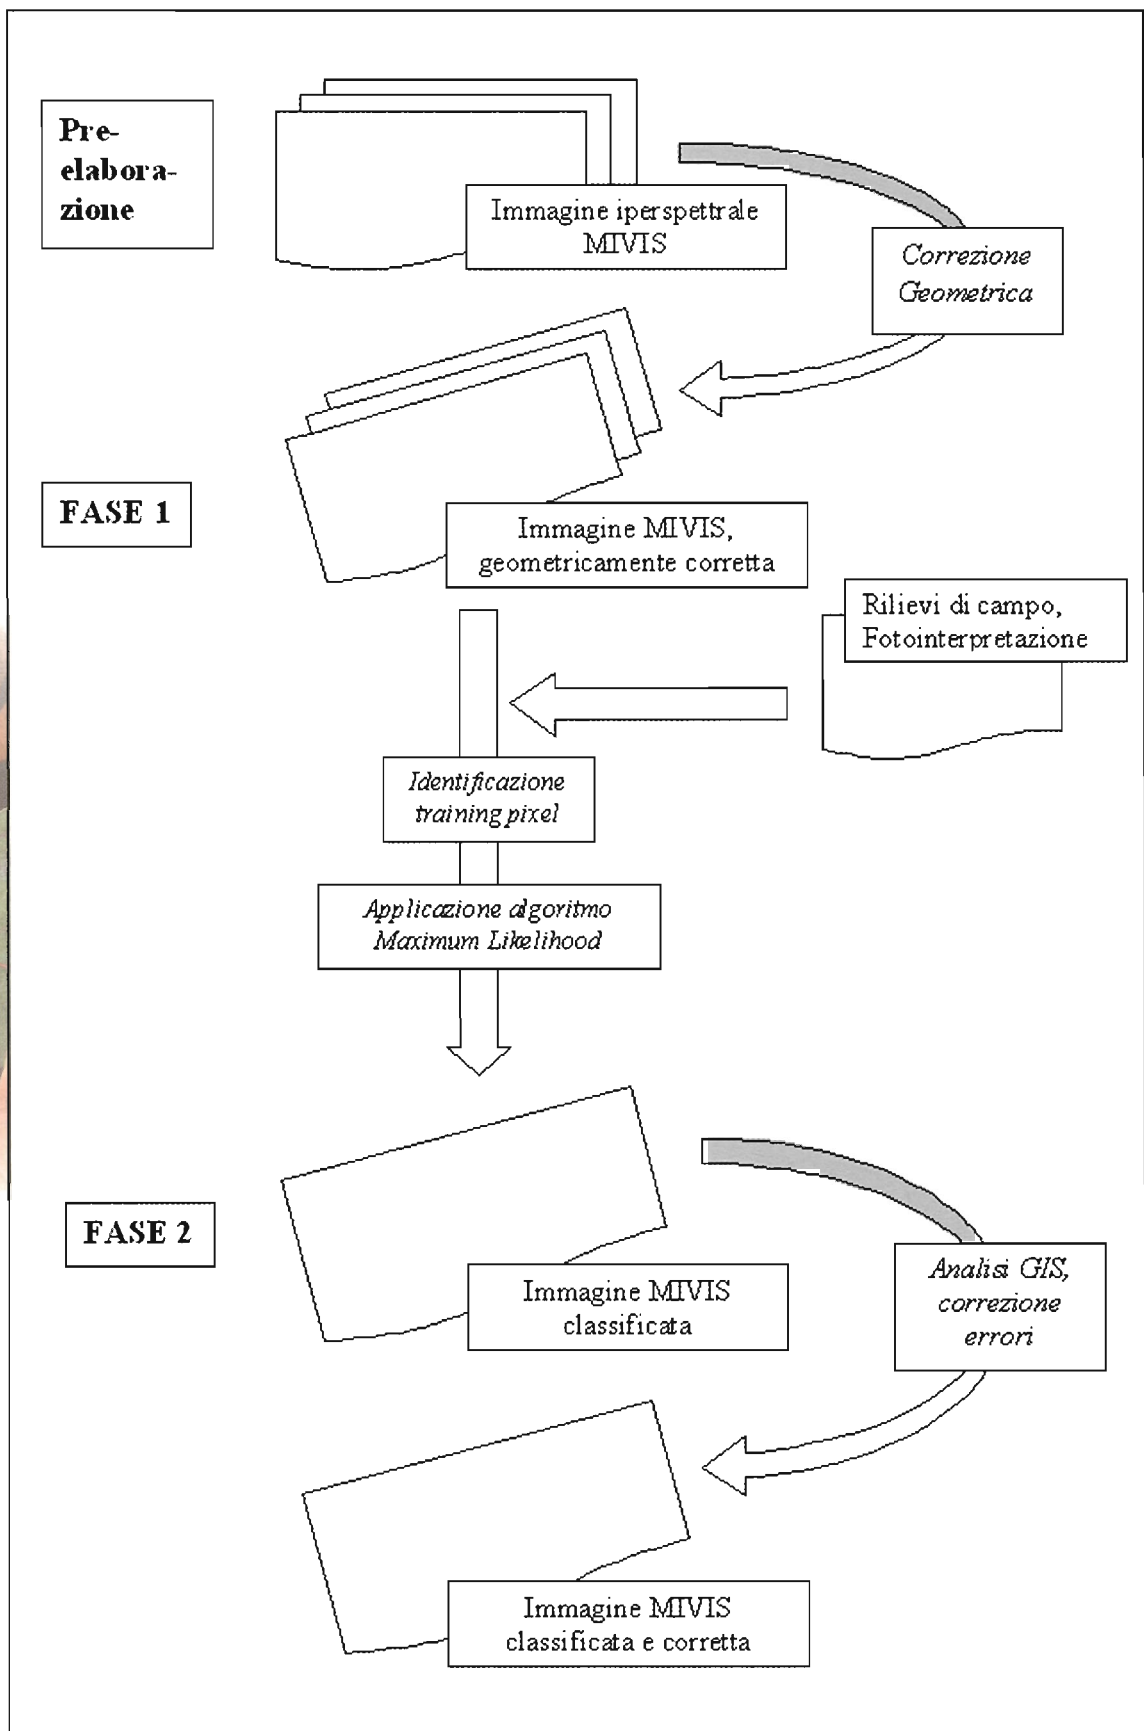 Pre-
elabora-
zione
Immagine iperspettrale
MIVIS
Correzione
Geometrica
FASE 1
Immagine MIVIS,
geometricamente corretta
Rilievi di campo,
Fotointerpretazione
Identificazione
training pixel
Applicazione algoritmo
Maximum Likelihood
FASE 2
Immagine MIVIS
classificata
Analisi GIS,
correzione
errori
Immagine MIVIS
classificata e corretta